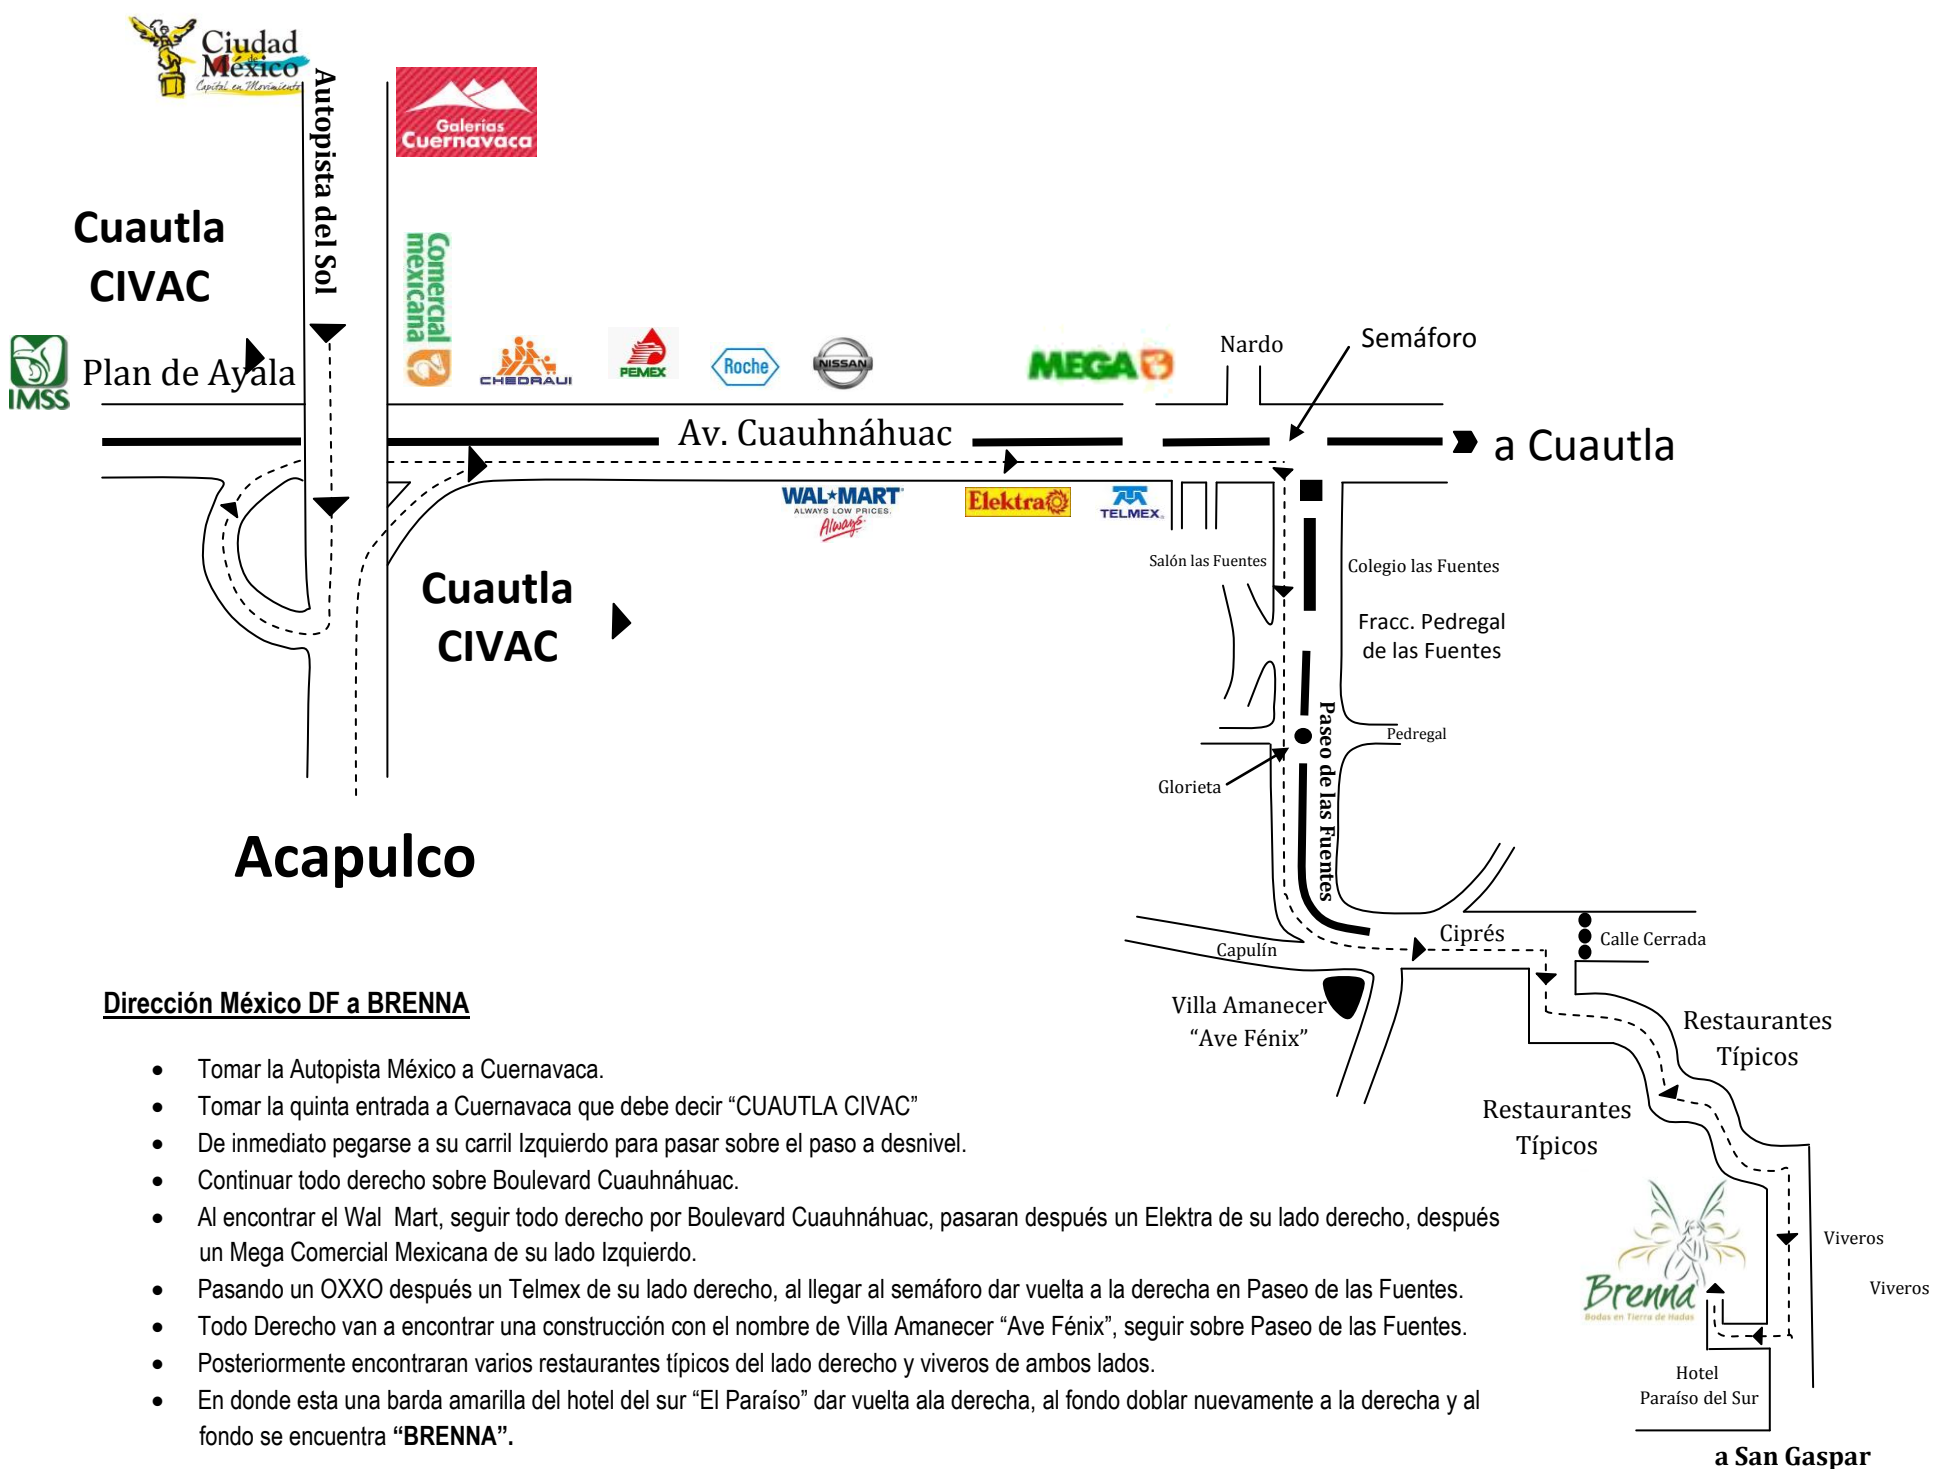 Ciudad
de
México
Capital en Movimiento
Autopista del Sol
Galerias
Cuernavaca
Cuautla
CIVAC
Comercial
mexicana
IMSS
Plan de Ayala
CHEDRAUI
PEMEX
Roche
NISSAN
MEGA
Nardo
Semáforo
Av. Cuauhnáhuac
a Cuautla
WAL★MART
ALWAYS LOW PRICES.
Always.
Elektra
TELMEX
Salón las Fuentes
Colegio las Fuentes
Cuautla
CIVAC
Fracc. Pedregal
de las Fuentes
Paseo de las Fuentes
Pedregal
Glorieta
Acapulco
Ciprés
Calle Cerrada
Capulín
Villa Amanecer
“Ave Fénix”
Restaurantes
Típicos
Restaurantes
Típicos
Viveros
Viveros
Brenna
Bodas en Tierra de Hadas
Hotel
Paraíso del Sur
a San Gaspar
Dirección México DF a BRENNA
• Tomar la Autopista México a Cuernavaca.
• Tomar la quinta entrada a Cuernavaca que debe decir “CUAUTLA CIVAC”
• De inmediato pegarse a su carril Izquierdo para pasar sobre el paso a desnivel.
• Continuar todo derecho sobre Boulevard Cuauhnáhuac.
• Al encontrar el Wal Mart, seguir todo derecho por Boulevard Cuauhnáhuac, pasaran después un Elektra de su lado derecho, después
un Mega Comercial Mexicana de su lado Izquierdo.
• Pasando un OXXO después un Telmex de su lado derecho, al llegar al semáforo dar vuelta a la derecha en Paseo de las Fuentes.
• Todo Derecho van a encontrar una construcción con el nombre de Villa Amanecer “Ave Fénix”, seguir sobre Paseo de las Fuentes.
• Posteriormente encontraran varios restaurantes típicos del lado derecho y viveros de ambos lados.
• En donde esta una barda amarilla del hotel del sur “El Paraíso” dar vuelta ala derecha, al fondo doblar nuevamente a la derecha y al
fondo se encuentra “BRENNA”.